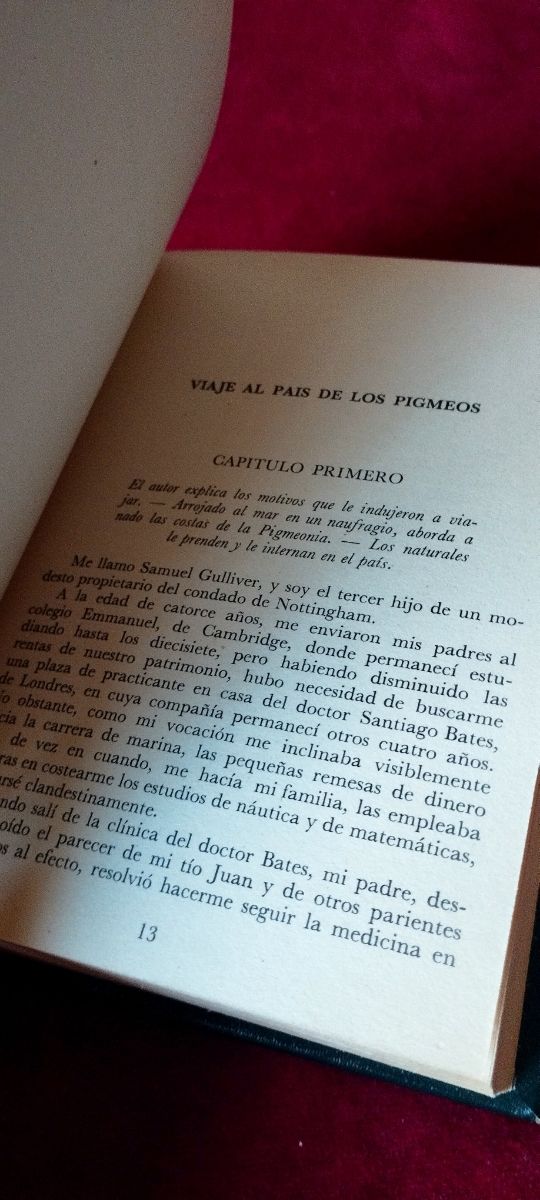 VIAJE AL PAIS DE LOS PIGMEOS
CAPITULO PRIMERO
El autor explica los motivos que le indujeron a via-
jar. — Arrojado al mar en un naufragio, aborda a
nado las costas de la Pigmeonia. — Los naturales
le prenden y le internan en el país.
Me llamo Samuel Gulliver, y soy el tercer hijo de un mo-
desto propietario del condado de Nottingham.
A la edad de catorce años, me enviaron mis padres al
colegio Emmanuel, de Cambridge, donde permanecí estu-
diando hasta los diecisiete, pero habiendo disminuido las
rentas de nuestro patrimonio, hubo necesidad de buscarme
una plaza de practicante en casa del doctor Santiago Bates,
de Londres, en cuya compañía permanecí otros cuatro años.
obstante, como mi vocación me inclinaba visiblemente
la carrera de marina, las pequeñas remesas de dinero
de vez en cuando, me hacía mi familia, las empleaba
en costearme los estudios de náutica y de matemáticas,
clandestinamente.
salí de la clínica del doctor Bates, mi padre, des-
oído el parecer de mi tío Juan y de otros parientes
al efecto, resolvió hacerme seguir la medicina en
13